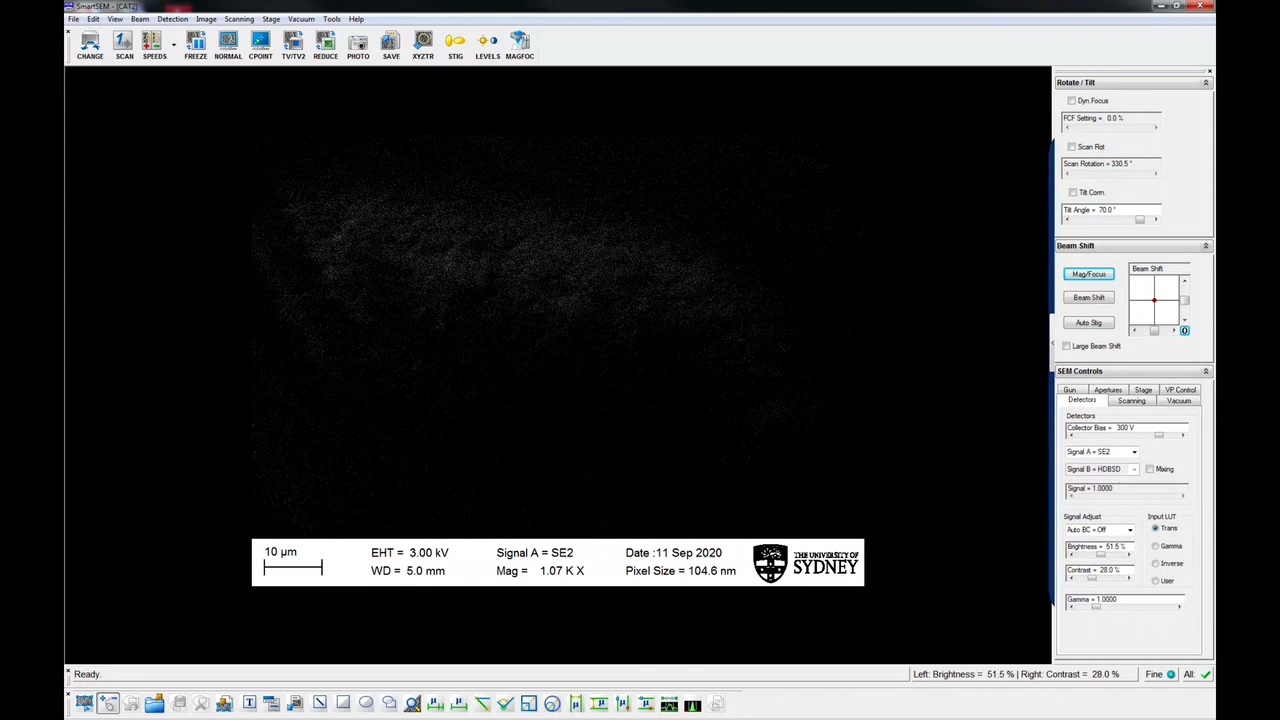 SmartSEM - [CAT2]
File Edit View Beam Detection Image Scanning Stage Vacuum Tools Help
CHANGE SCAN SPEEDS FREEZE NORMAL CPOINT TV/TV2 REDUCE PHOTO SAVE XYZTR STIG LEVELS MAGFOC
Rotate / Tilt
Dyn.Focus
FCF Setting = 0.0 %
Scan Rot
Scan Rotation = 330.5 °
Tilt Corrn.
Tilt Angle = 70.0 °
Beam Shift
Mag/Focus
Beam Shift
Beam Shift
Auto Stig
Large Beam Shift
SEM Controls
Gun Apertures Stage VP Control
Detectors Scanning Vacuum
Detectors
Collector Bias = 300 V
Signal A = SE2
Signal B = HDBSD Mixing
Signal = 1.0000
Signal Adjust Input LUT
Auto BC = Off Trans
Brightness = 51.5 % Gamma
Contrast = 28.0 % Inverse
User
Gamma = 1.0000
10 µm EHT = 3.00 kV Signal A = SE2 Date :11 Sep 2020
WD = 5.0 mm Mag = 1.07 K X Pixel Size = 104.6 nm
THE UNIVERSITY OF
SYDNEY
Ready. Left: Brightness = 51.5 % | Right: Contrast = 28.0 % Fine All: